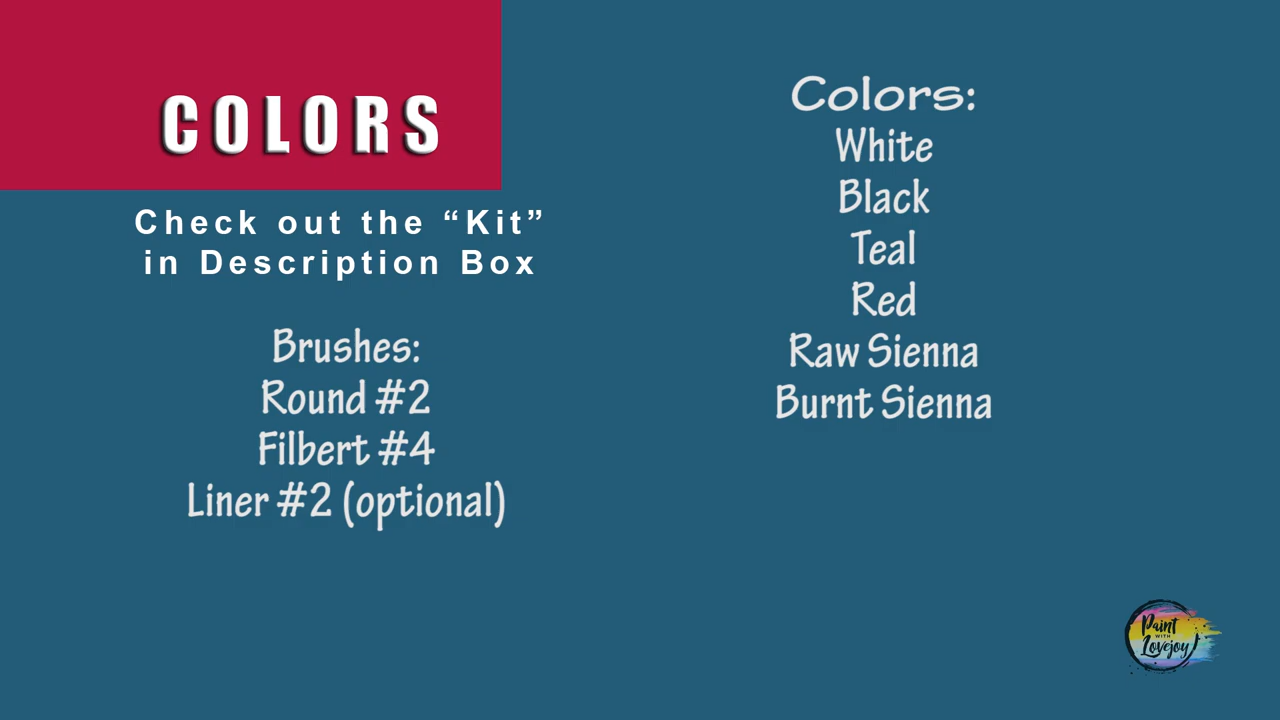 COLORS
Check out the “Kit”
in Description Box
Brushes:
Round #2
Filbert #4
Liner #2 (optional)
Colors:
White
Black
Teal
Red
Raw Sienna
Burnt Sienna
Paint
WITH
Lovejoy